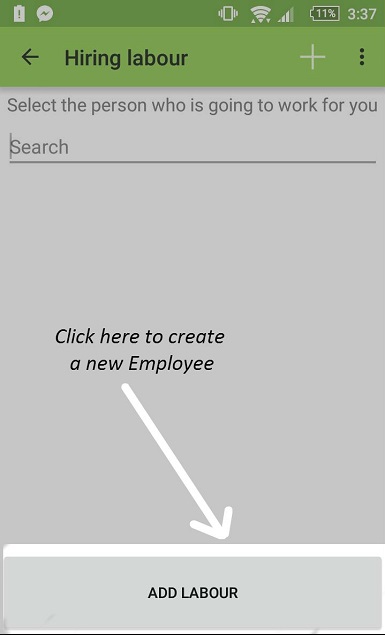 11% 3:37
Hiring labour
Select the person who is going to work for you
Search
Click here to create
a new Employee
ADD LABOUR